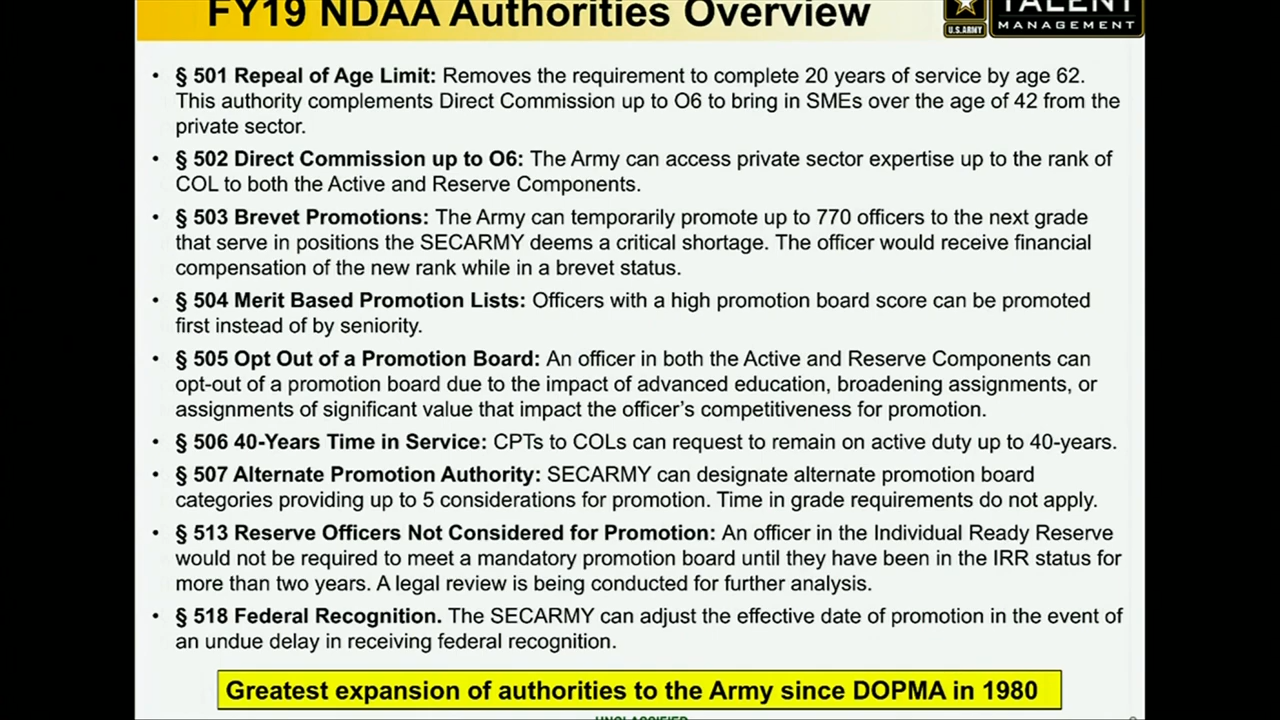 FY19 NDAA Authorities Overview
U.S.ARMY
TALENT
MANAGEMENT
• § 501 Repeal of Age Limit: Removes the requirement to complete 20 years of service by age 62.
This authority complements Direct Commission up to O6 to bring in SMEs over the age of 42 from the
private sector.
• § 502 Direct Commission up to O6: The Army can access private sector expertise up to the rank of
COL to both the Active and Reserve Components.
• § 503 Brevet Promotions: The Army can temporarily promote up to 770 officers to the next grade
that serve in positions the SECARMY deems a critical shortage. The officer would receive financial
compensation of the new rank while in a brevet status.
• § 504 Merit Based Promotion Lists: Officers with a high promotion board score can be promoted
first instead of by seniority.
• § 505 Opt Out of a Promotion Board: An officer in both the Active and Reserve Components can
opt-out of a promotion board due to the impact of advanced education, broadening assignments, or
assignments of significant value that impact the officer's competitiveness for promotion.
• § 506 40-Years Time in Service: CPTs to COLs can request to remain on active duty up to 40-years.
• § 507 Alternate Promotion Authority: SECARMY can designate alternate promotion board
categories providing up to 5 considerations for promotion. Time in grade requirements do not apply.
• § 513 Reserve Officers Not Considered for Promotion: An officer in the Individual Ready Reserve
would not be required to meet a mandatory promotion board until they have been in the IRR status for
more than two years. A legal review is being conducted for further analysis.
• § 518 Federal Recognition. The SECARMY can adjust the effective date of promotion in the event of
an undue delay in receiving federal recognition.
Greatest expansion of authorities to the Army since DOPMA in 1980
UNCLASSIFIED